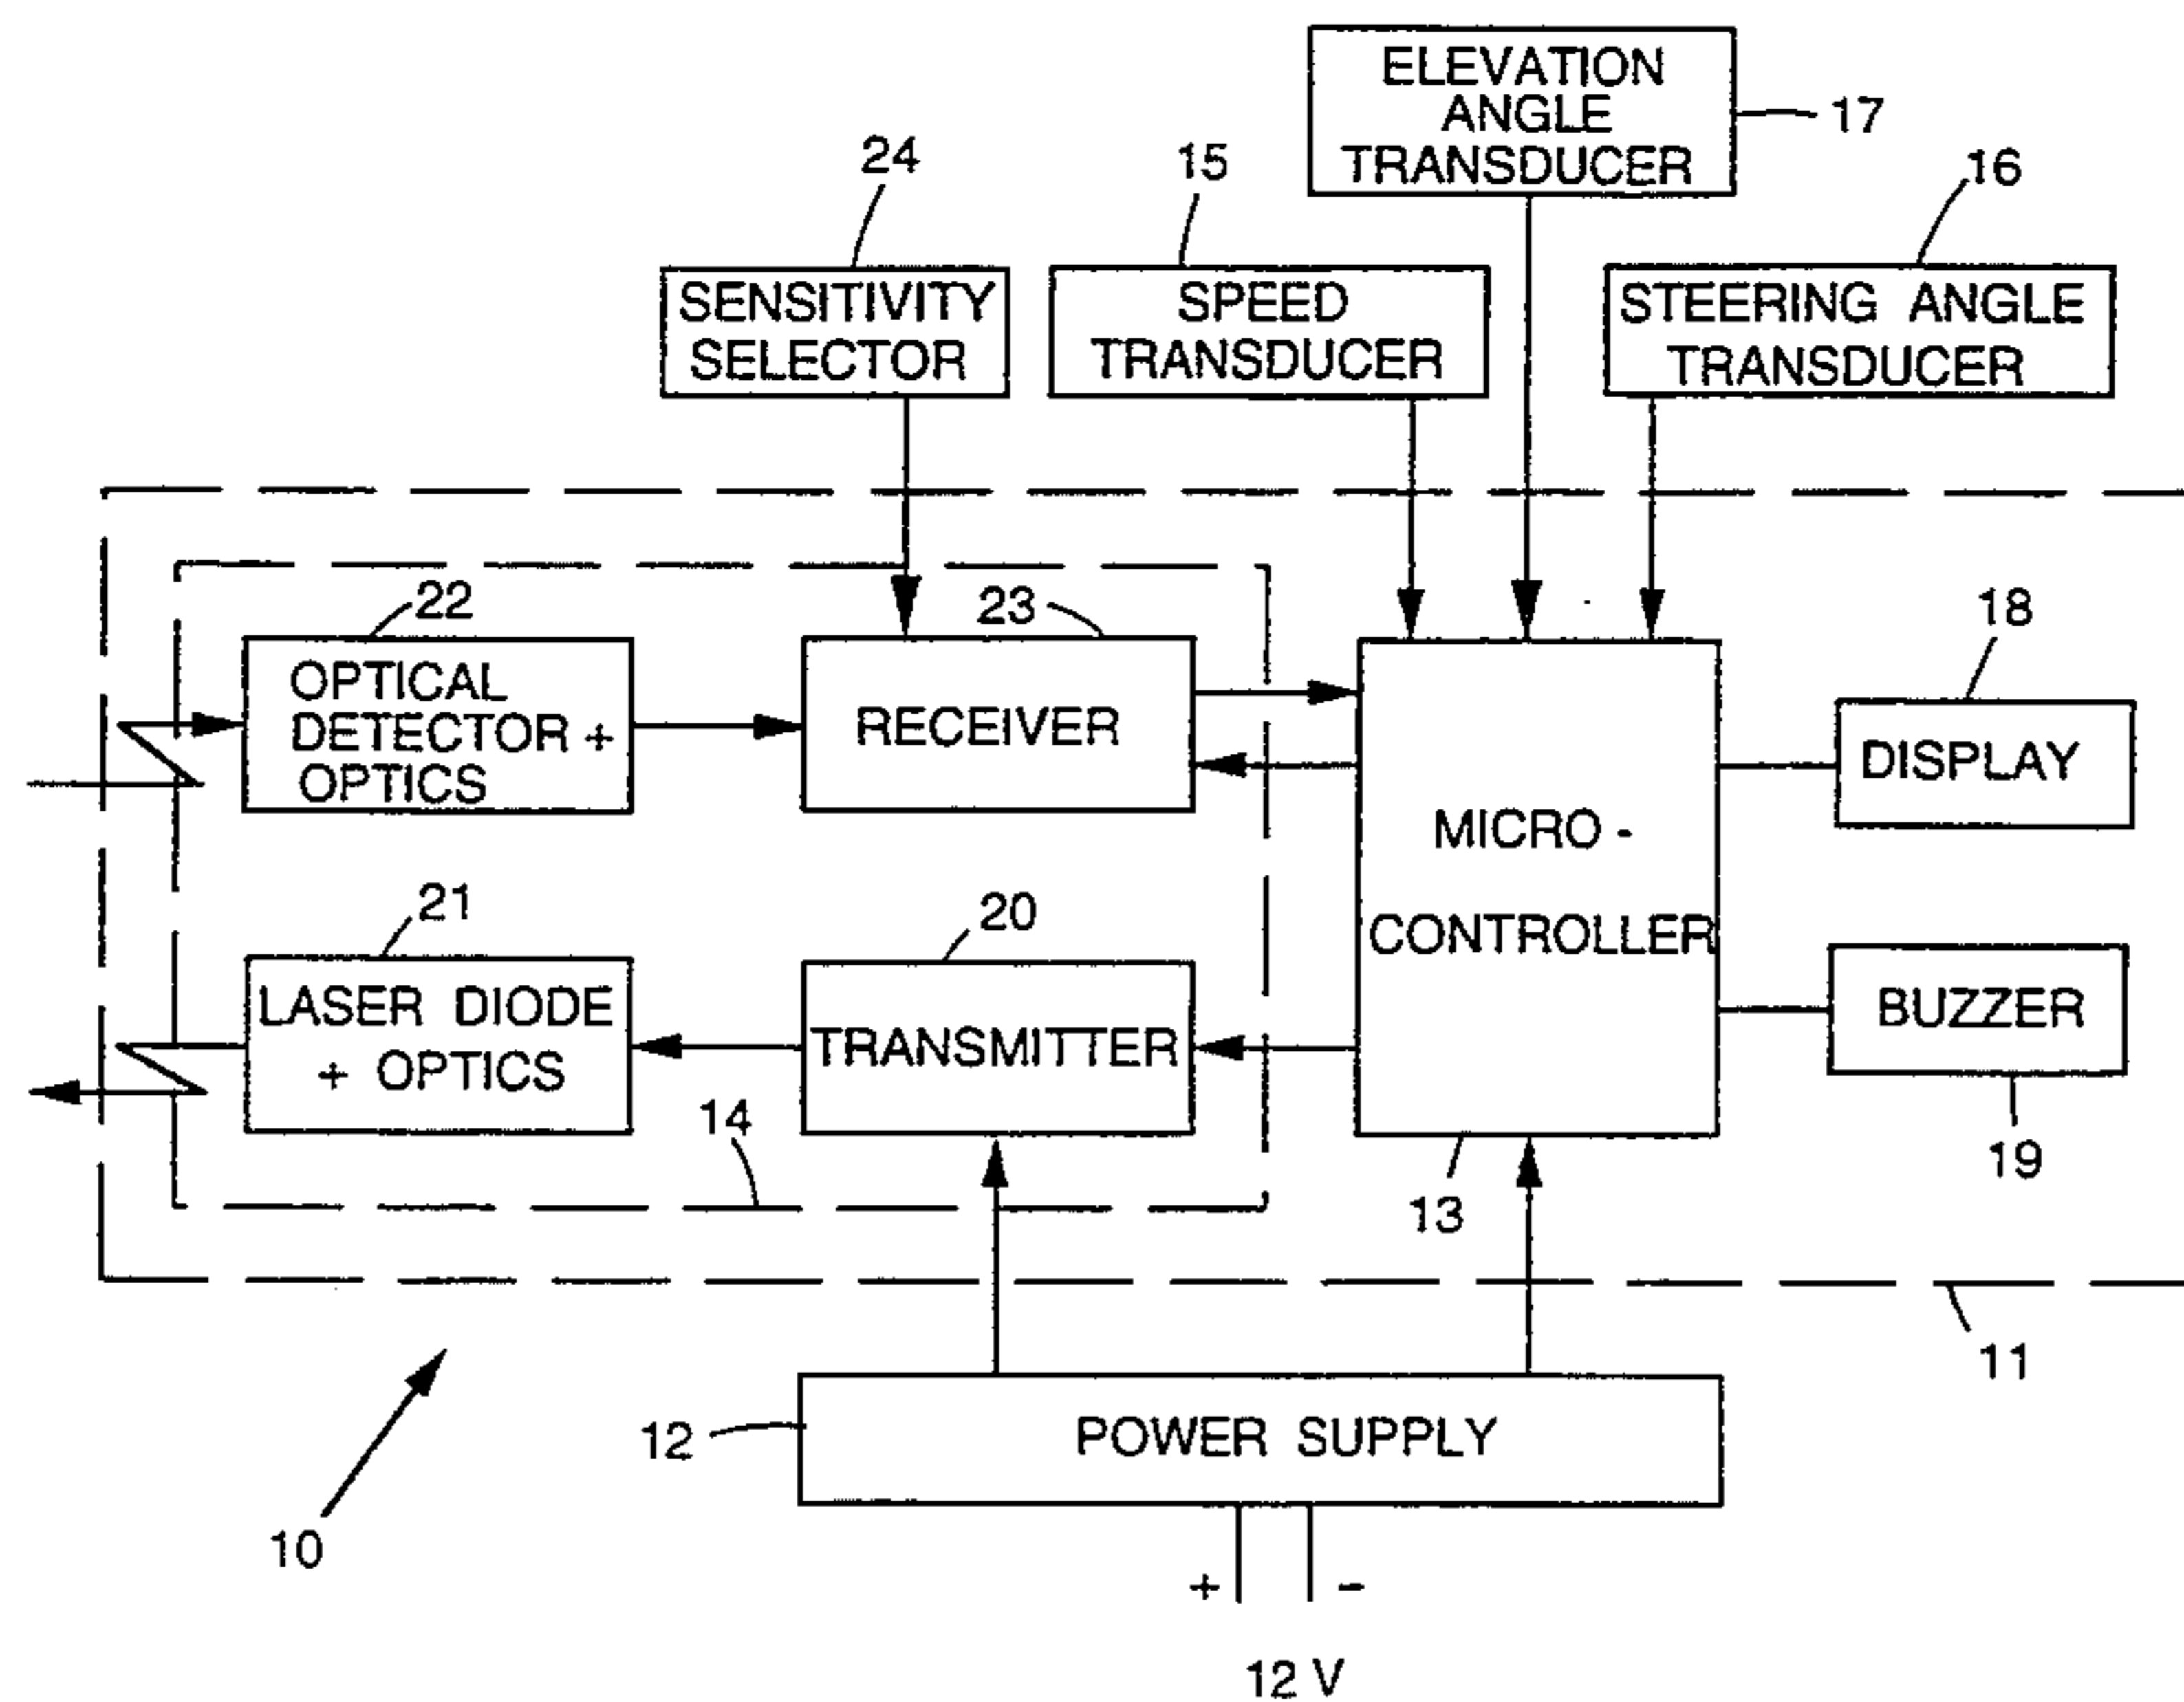 ELEVATION
ANGLE
TRANSDUCER
17
24
15
16
SENSITIVITY
SELECTOR
SPEED
TRANSDUCER
STEERING ANGLE
TRANSDUCER
22
23
18
OPTICAL
DETECTOR +
OPTICS
RECEIVER
MICRO -
CONTROLLER
DISPLAY
21
20
LASER DIODE
+ OPTICS
TRANSMITTER
BUZZER
14
13
19
11
12
POWER SUPPLY
10
+ -
12 V